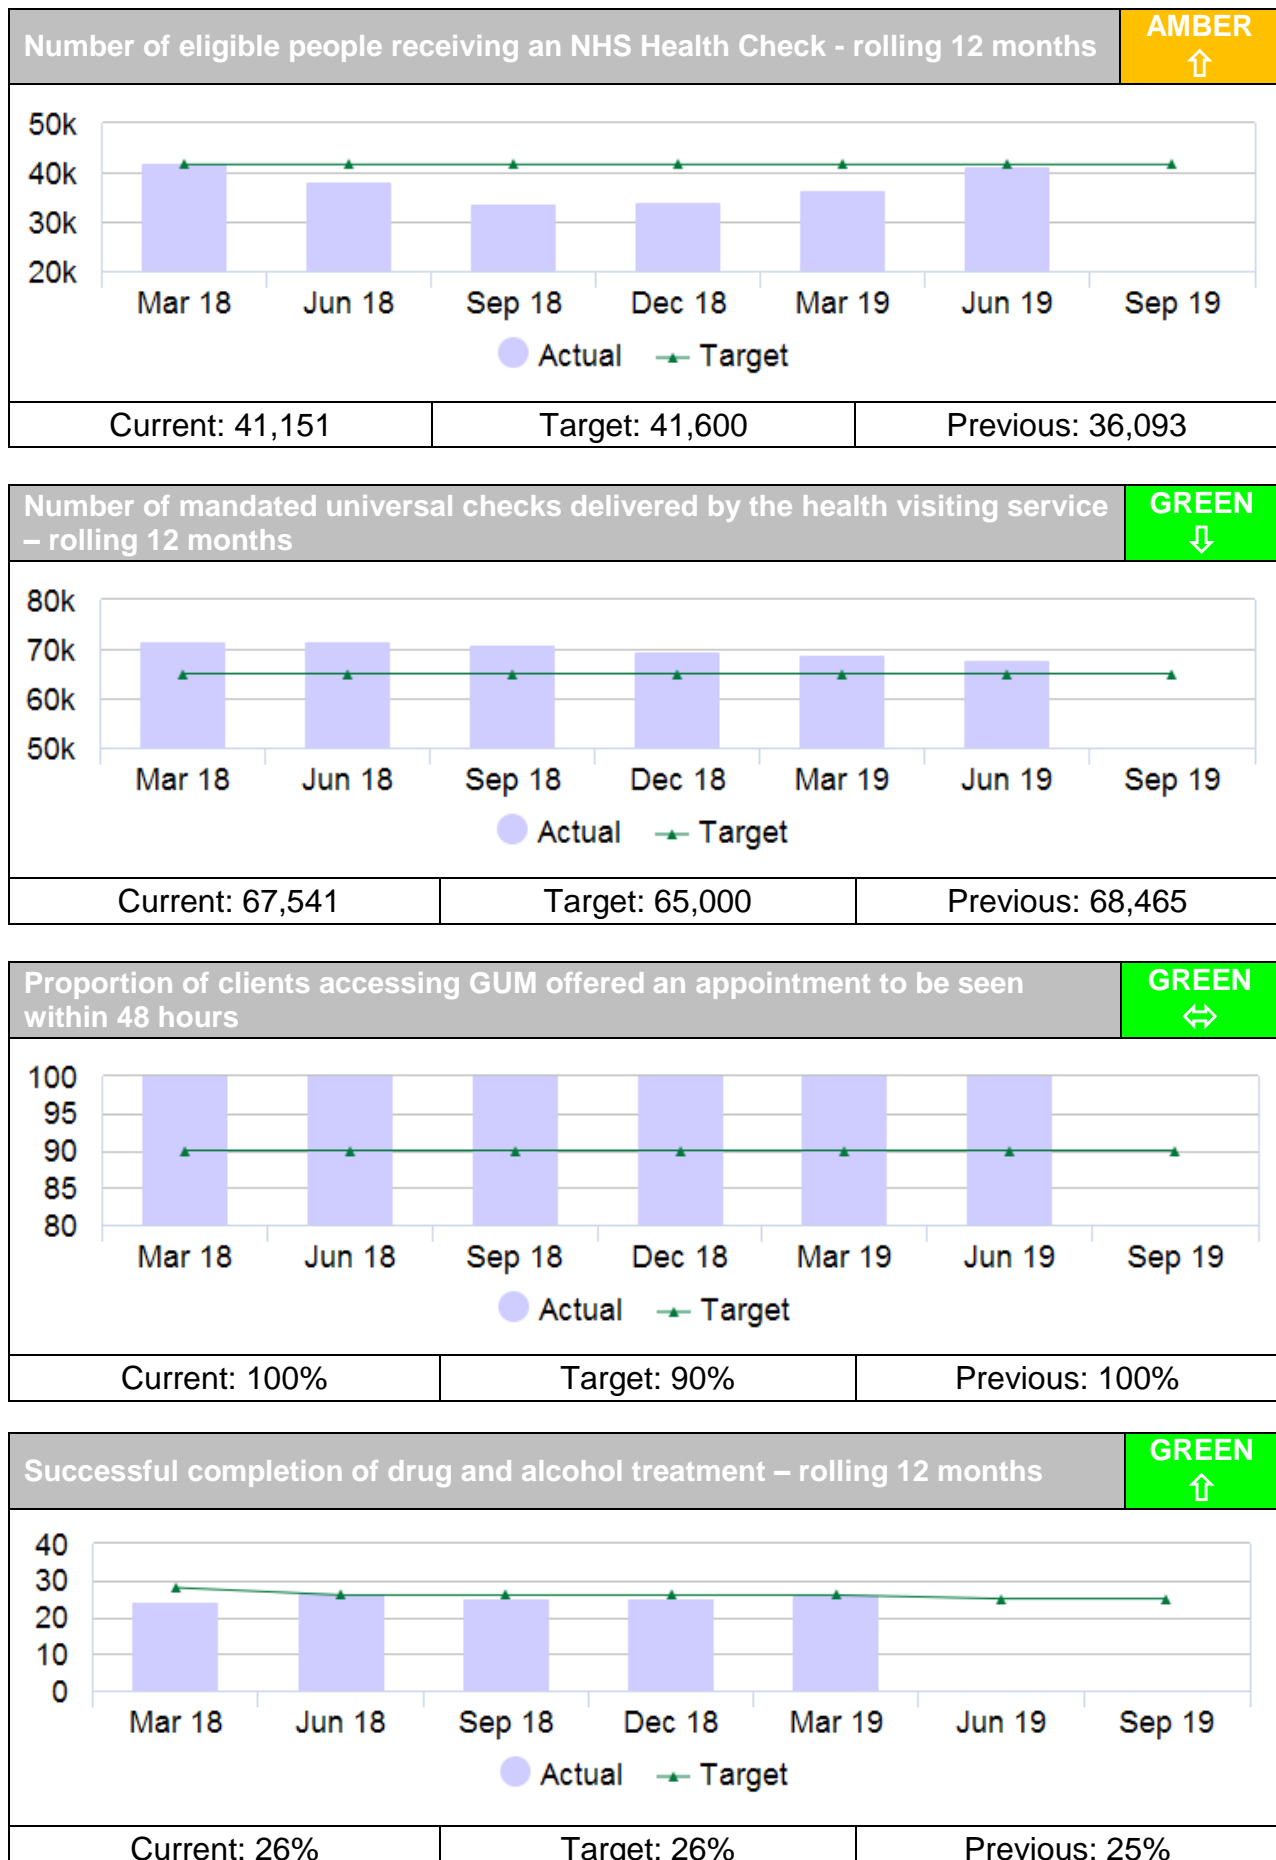 Number of eligible people receiving an NHS Health Check - rolling 12 months
AMBER
⇧
50k
40k
30k
20k
Mar 18 Jun 18 Sep 18 Dec 18 Mar 19 Jun 19 Sep 19
Actual Target
Current: 41,151 Target: 41,600 Previous: 36,093
Number of mandated universal checks delivered by the health visiting service
– rolling 12 months
GREEN
⇩
80k
70k
60k
50k
Mar 18 Jun 18 Sep 18 Dec 18 Mar 19 Jun 19 Sep 19
Actual Target
Current: 67,541 Target: 65,000 Previous: 68,465
Proportion of clients accessing GUM offered an appointment to be seen
within 48 hours
GREEN
⬄
100
95
90
85
80
Mar 18 Jun 18 Sep 18 Dec 18 Mar 19 Jun 19 Sep 19
Actual Target
Current: 100% Target: 90% Previous: 100%
Successful completion of drug and alcohol treatment – rolling 12 months
GREEN
⇧
40
30
20
10
0
Mar 18 Jun 18 Sep 18 Dec 18 Mar 19 Jun 19 Sep 19
Actual Target
Current: 26% Target: 26% Previous: 25%